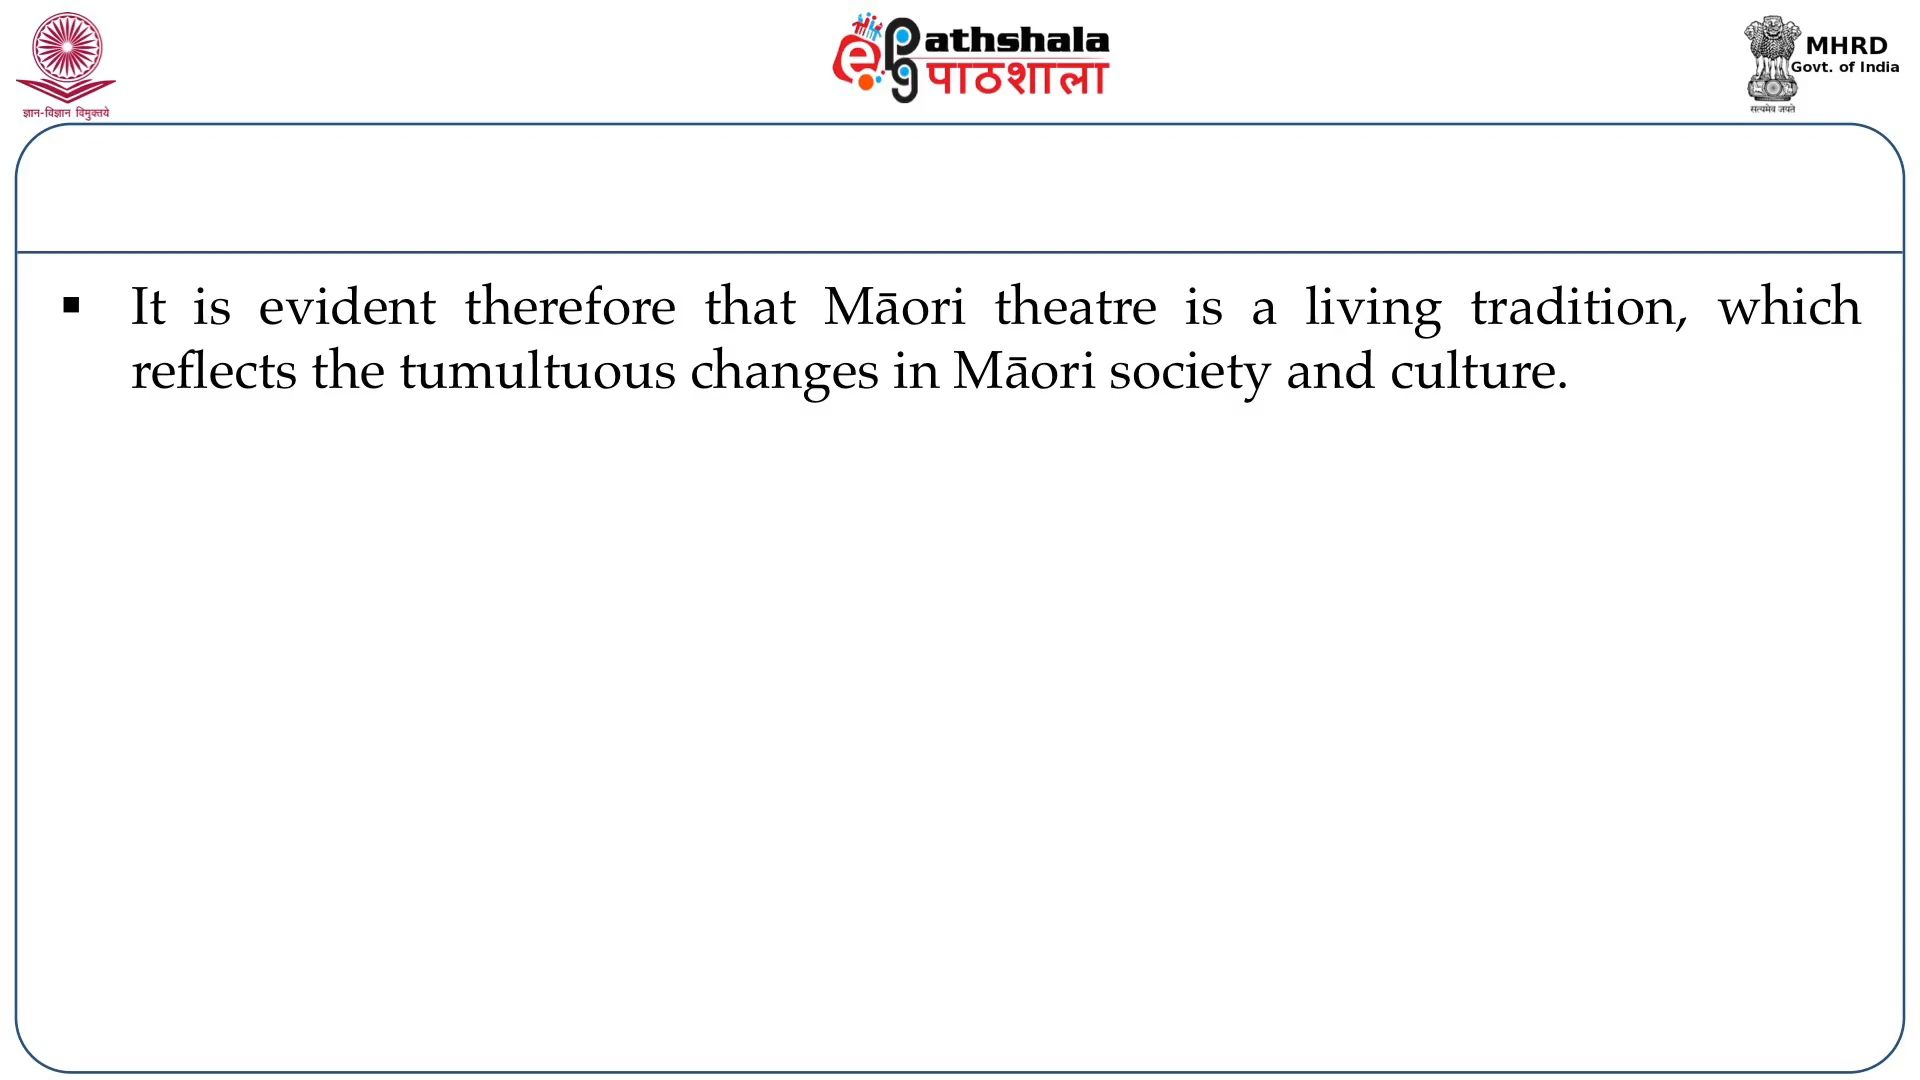 ज्ञान-विज्ञान विमुक्तये
ePathshala
पाठशाला
MHRD
Govt. of India
सत्यमेव जयते
▪ It is evident therefore that Māori theatre is a living tradition, which
reflects the tumultuous changes in Māori society and culture.